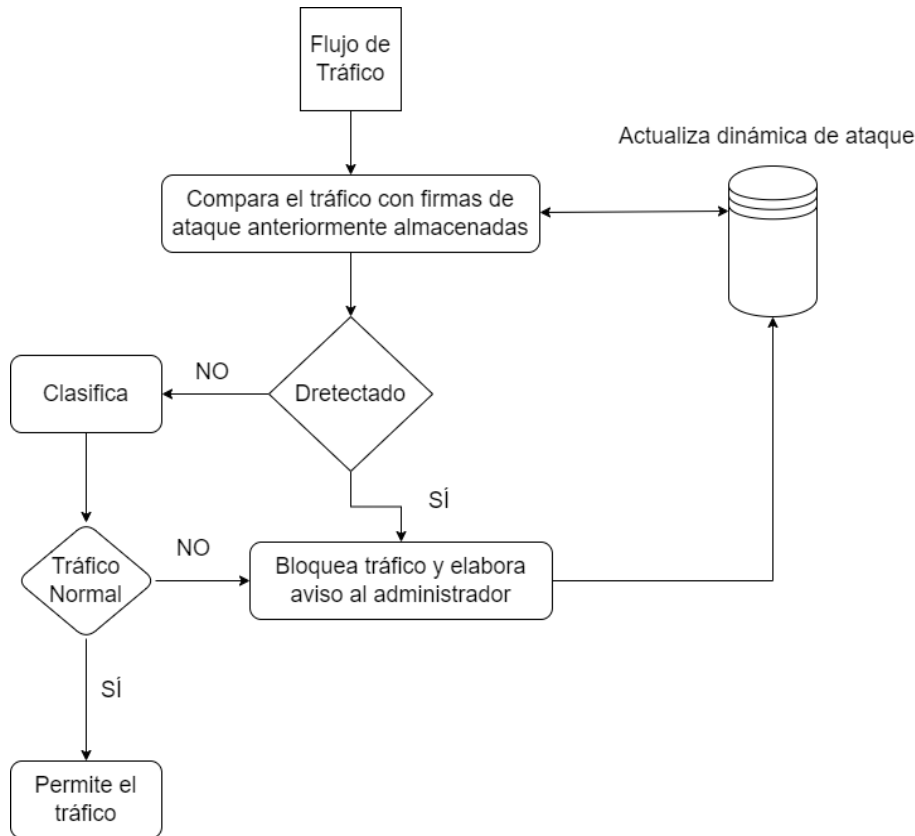 Flujo de
Tráfico
Actualiza dinámica de ataque
Compara el tráfico con firmas de
ataque anteriormente almacenadas
Dretectado
NO
Clasifica
SÍ
Tráfico
Normal
NO
Bloquea tráfico y elabora
aviso al administrador
SÍ
Permite el
tráfico